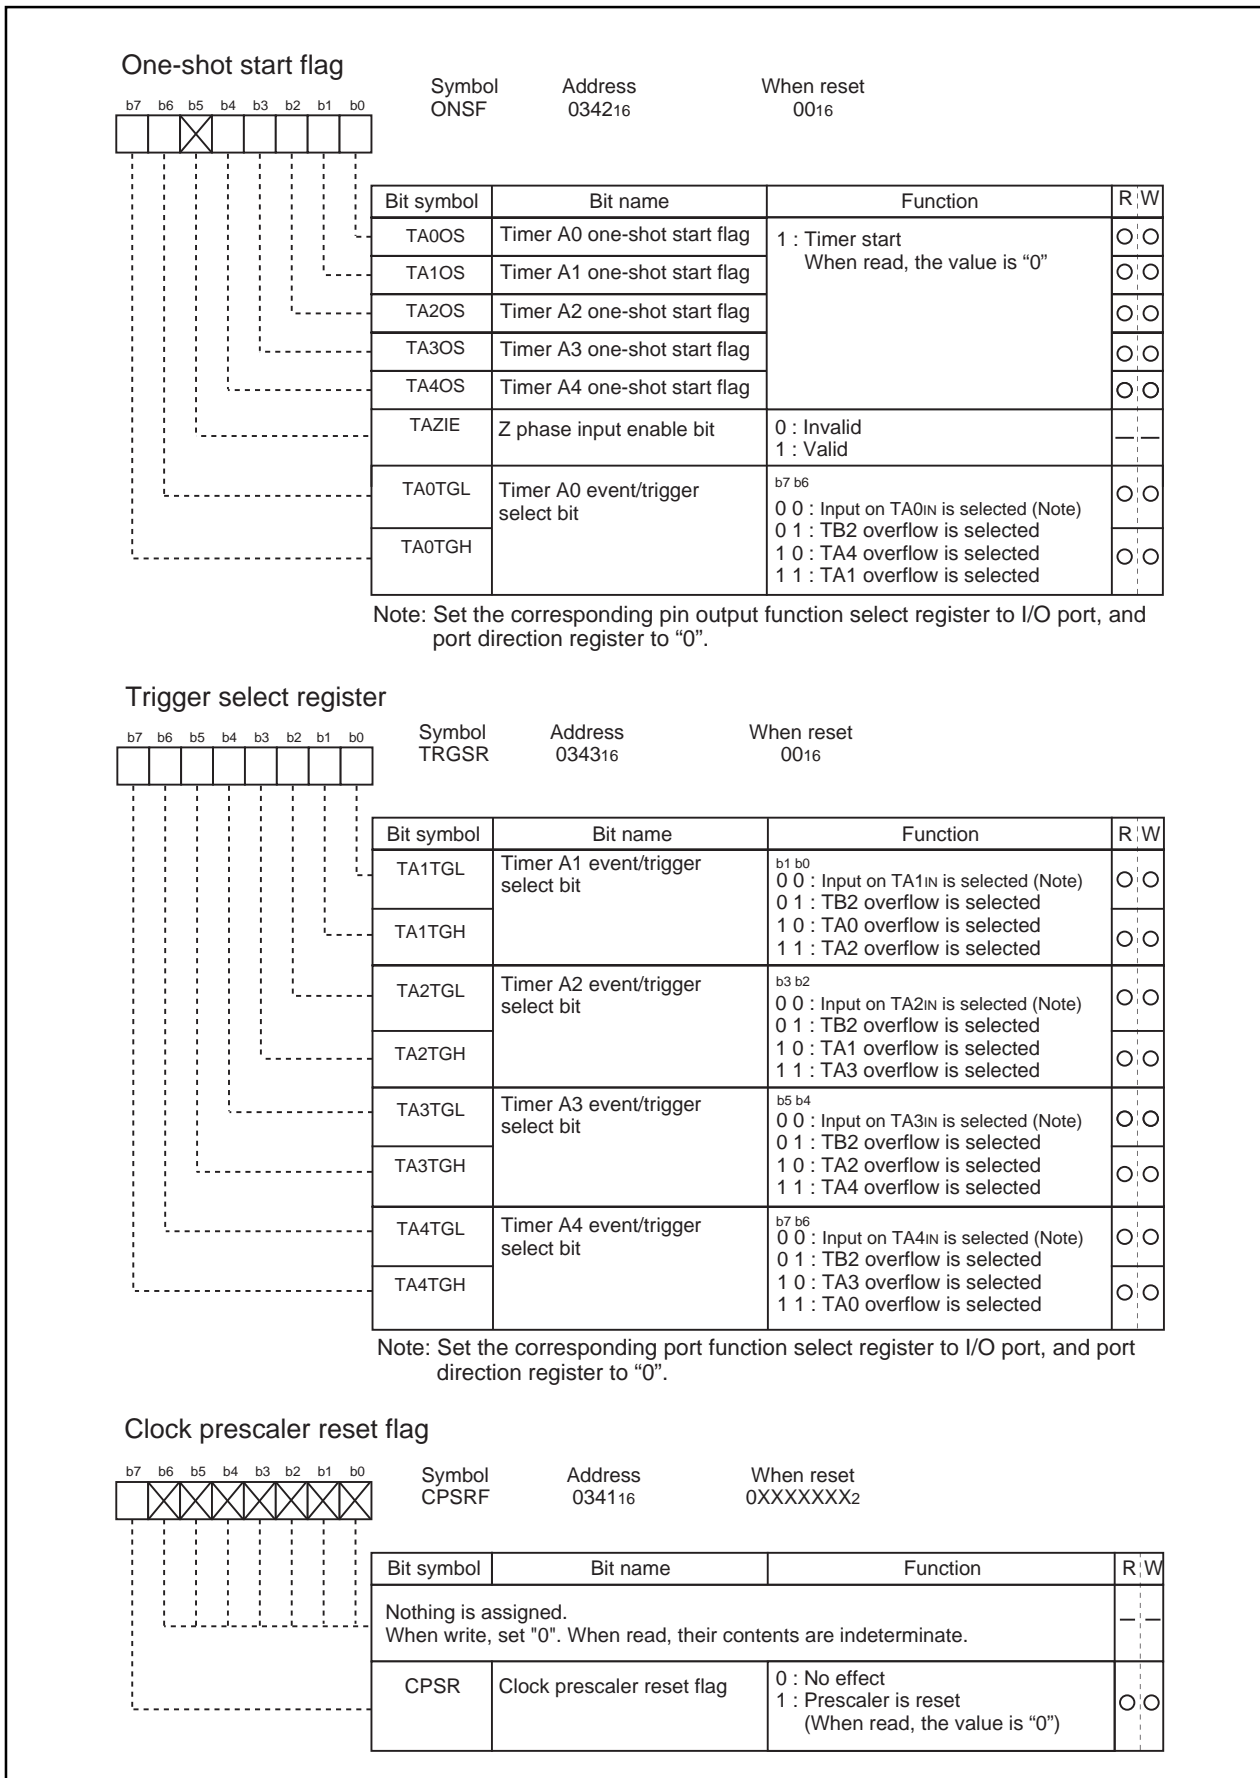 One-shot start flag
Symbol Address When reset
ONSF 034216 0016
b7 b6 b5 b4 b3 b2 b1 b0
Bit symbol Bit name Function R W
TA0OS Timer A0 one-shot start flag 1 : Timer start
When read, the value is “0”
TA1OS Timer A1 one-shot start flag
TA2OS Timer A2 one-shot start flag
TA3OS Timer A3 one-shot start flag
TA4OS Timer A4 one-shot start flag
TAZIE Z phase input enable bit 0 : Invalid
1 : Valid
TA0TGL Timer A0 event/trigger
select bit
b7 b6
0 0 : Input on TA0IN is selected (Note)
0 1 : TB2 overflow is selected
TA0TGH 1 0 : TA4 overflow is selected
1 1 : TA1 overflow is selected
Note: Set the corresponding pin output function select register to I/O port, and
port direction register to “0”.
Trigger select register
Symbol Address When reset
TRGSR 034316 0016
b7 b6 b5 b4 b3 b2 b1 b0
Bit symbol Bit name Function R W
TA1TGL Timer A1 event/trigger
select bit
b1 b0
0 0 : Input on TA1IN is selected (Note)
0 1 : TB2 overflow is selected
TA1TGH 1 0 : TA0 overflow is selected
1 1 : TA2 overflow is selected
TA2TGL Timer A2 event/trigger
select bit
b3 b2
0 0 : Input on TA2IN is selected (Note)
0 1 : TB2 overflow is selected
TA2TGH 1 0 : TA1 overflow is selected
1 1 : TA3 overflow is selected
TA3TGL Timer A3 event/trigger
select bit
b5 b4
0 0 : Input on TA3IN is selected (Note)
0 1 : TB2 overflow is selected
TA3TGH 1 0 : TA2 overflow is selected
1 1 : TA4 overflow is selected
TA4TGL Timer A4 event/trigger
select bit
b7 b6
0 0 : Input on TA4IN is selected (Note)
0 1 : TB2 overflow is selected
TA4TGH 1 0 : TA3 overflow is selected
1 1 : TA0 overflow is selected
Note: Set the corresponding port function select register to I/O port, and port
direction register to “0”.
Clock prescaler reset flag
Symbol Address When reset
CPSRF 034116 0XXXXXXX2
b7 b6 b5 b4 b3 b2 b1 b0
Bit symbol Bit name Function R W
Nothing is assigned.
When write, set "0". When read, their contents are indeterminate.
CPSR Clock prescaler reset flag 0 : No effect
1 : Prescaler is reset
(When read, the value is “0”)